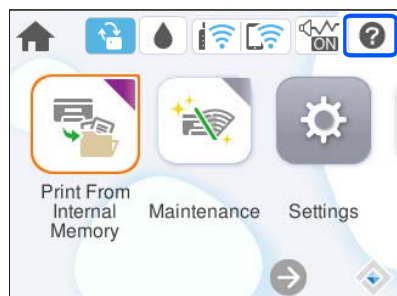 ON
?
Print From
Internal
Memory
Maintenance
Settings